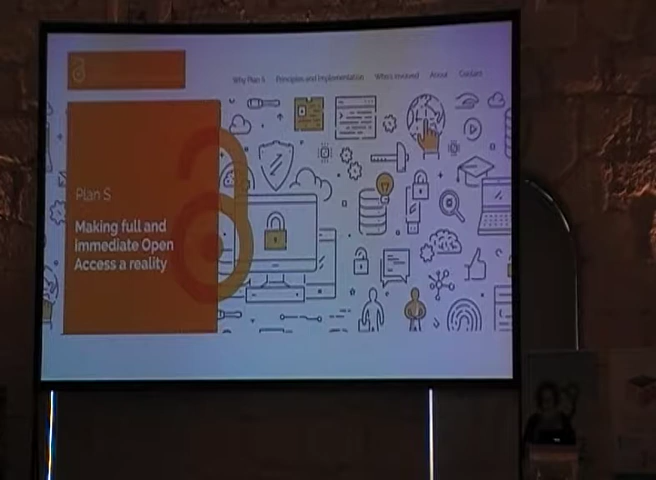 Why Plan S Principles and Implementation Who's Involved About Contact
Plan S
Making full and
immediate Open
Access a reality